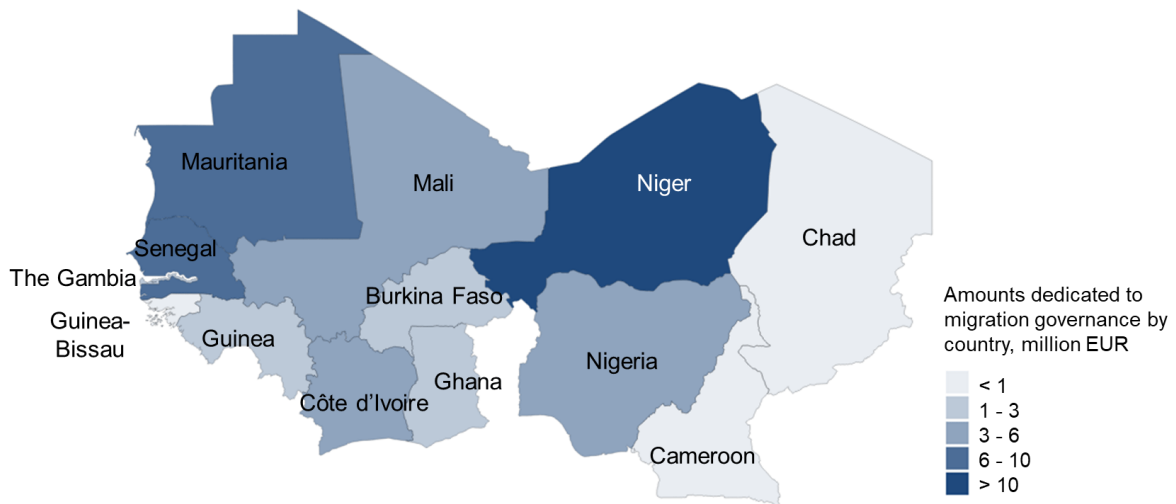 Mauritania
Mali
Niger
Chad
Senegal
The Gambia
Guinea-
Bissau
Guinea
Burkina Faso
Côte d'Ivoire
Ghana
Nigeria
Cameroon
Amounts dedicated to
migration governance by
country, million EUR
< 1
1 - 3
3 - 6
6 - 10
> 10